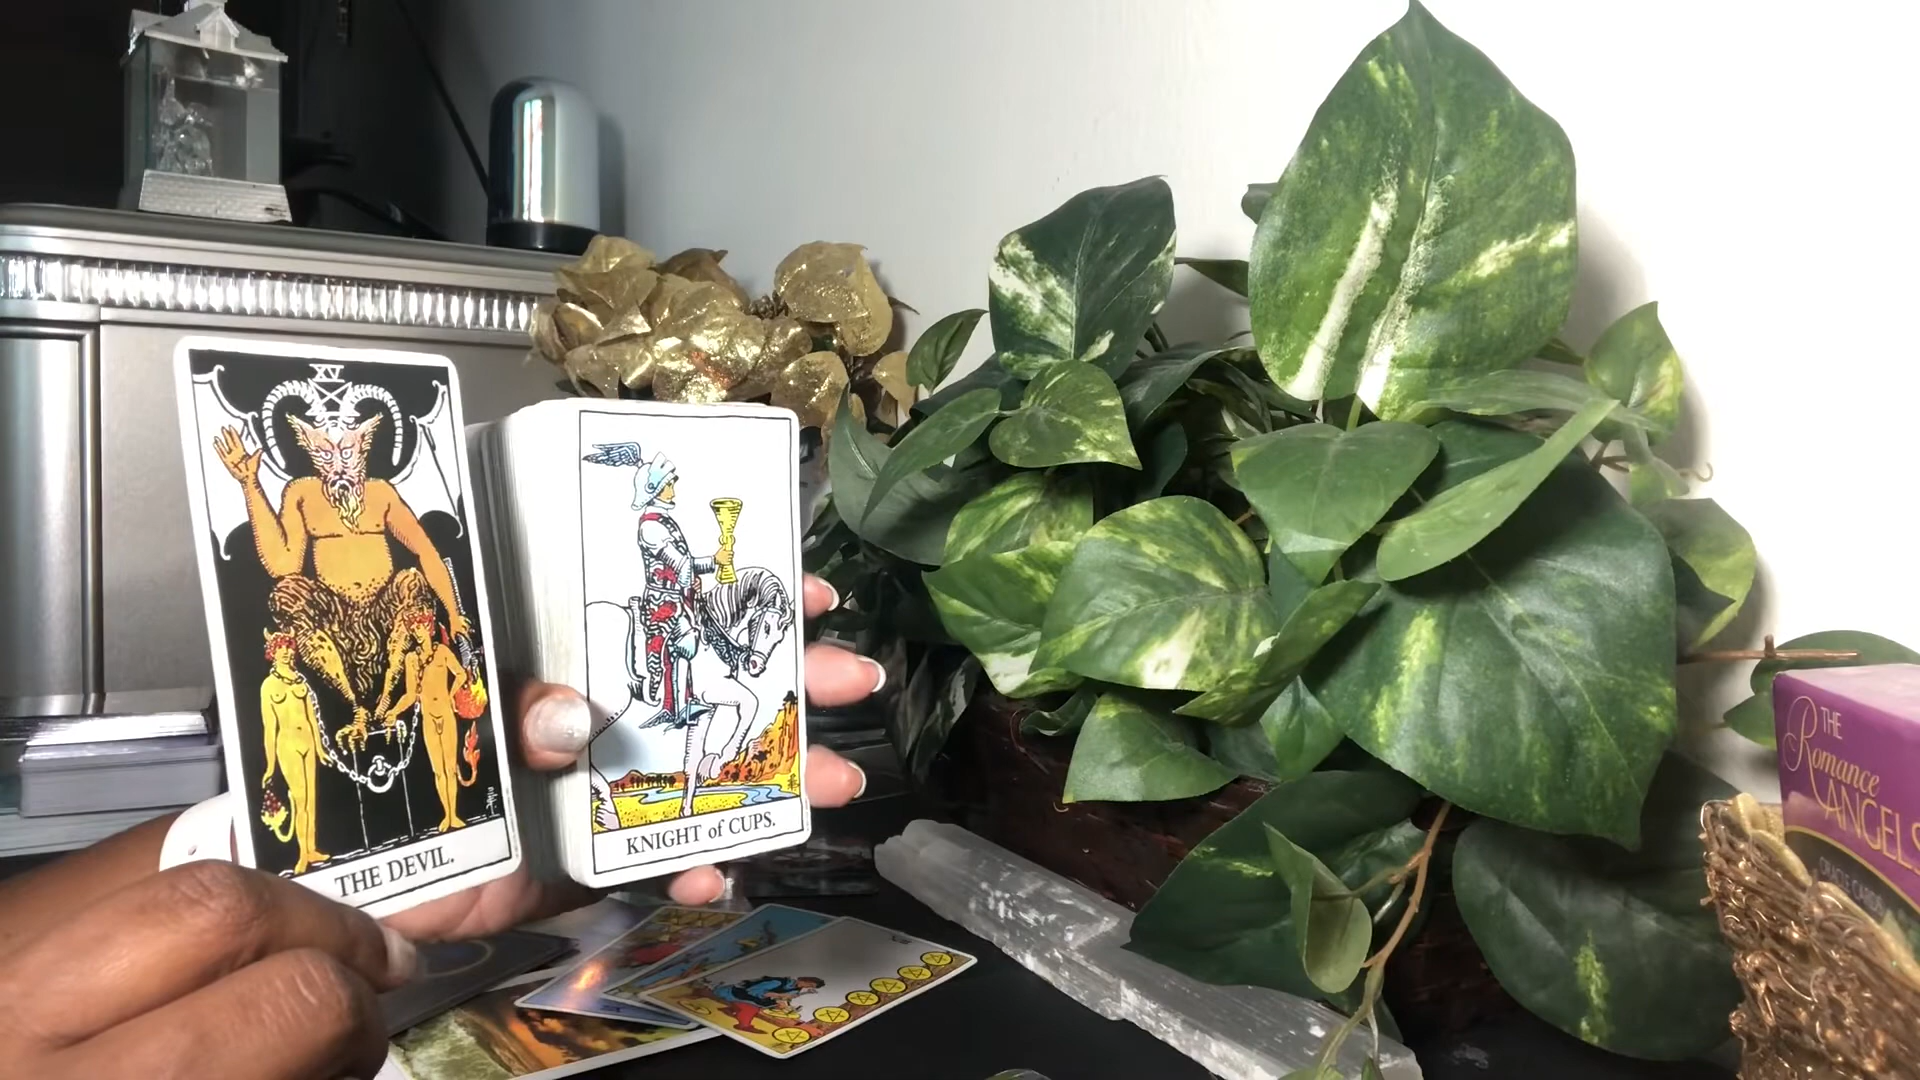 XV
THE DEVIL.
KNIGHT of CUPS.
THE
Romance
ANGELS
ORACLE CARDS